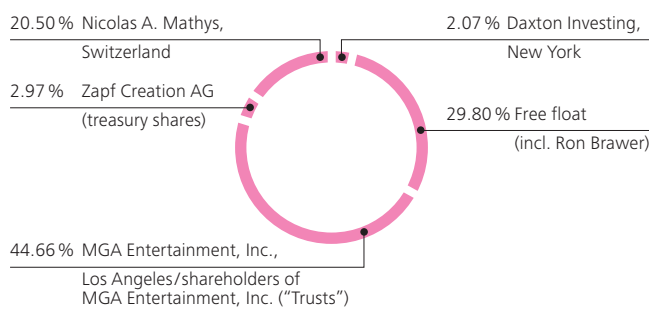 20.50 % Nicolas A. Mathys,
Switzerland
2.97 % Zapf Creation AG
(treasury shares)
44.66 % MGA Entertainment, Inc.,
Los Angeles/shareholders of
MGA Entertainment, Inc. (“Trusts”)
2.07 % Daxton Investing,
New York
29.80 % Free float
(incl. Ron Brawer)